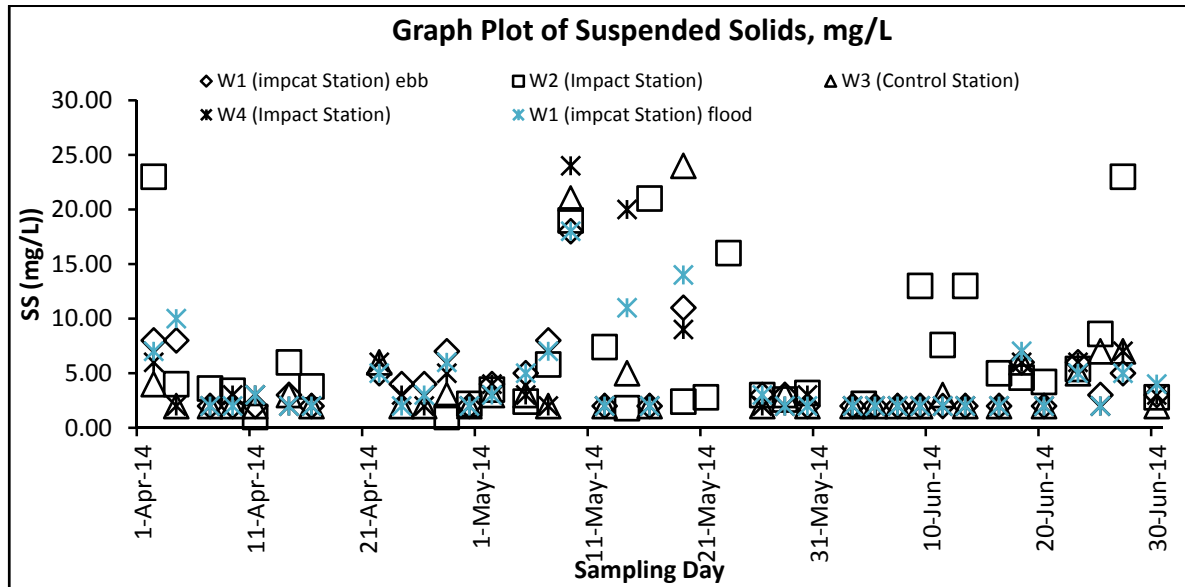 Graph Plot of Suspended Solids, mg/L
W1 (impcat Station) ebb
W2 (Impact Station)
W3 (Control Station)
W4 (Impact Station)
W1 (impcat Station) flood
SS (mg/L))
30.00
25.00
20.00
15.00
10.00
5.00
0.00
1-Apr-14
11-Apr-14
21-Apr-14
1-May-14
11-May-14
21-May-14
31-May-14
10-Jun-14
20-Jun-14
30-Jun-14
Sampling Day